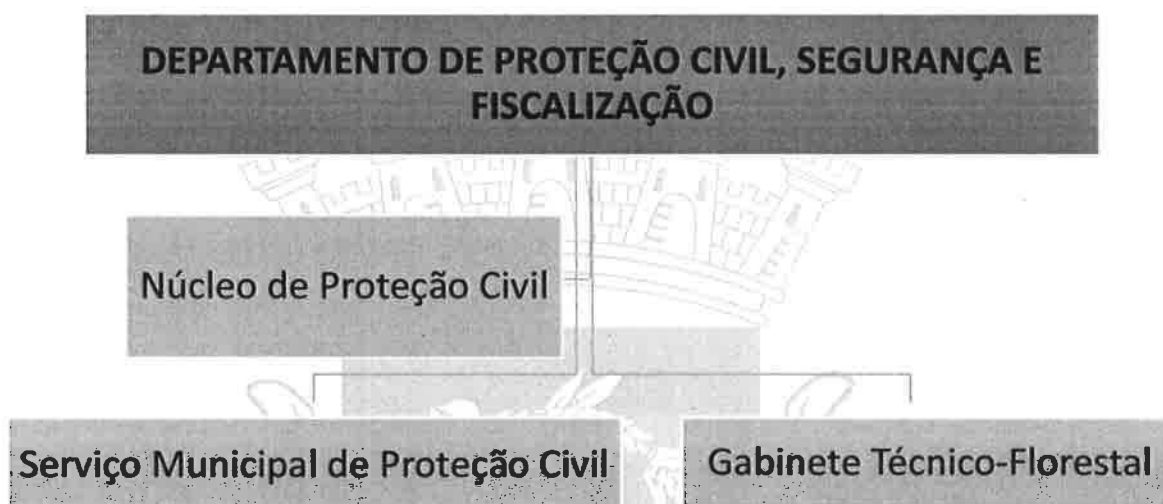 DEPARTAMENTO DE PROTEÇÃO CIVIL, SEGURANÇA E
FISCALIZAÇÃO
Núcleo de Proteção Civil
Serviço Municipal de Proteção Civil
Gabinete Técnico-Florestal